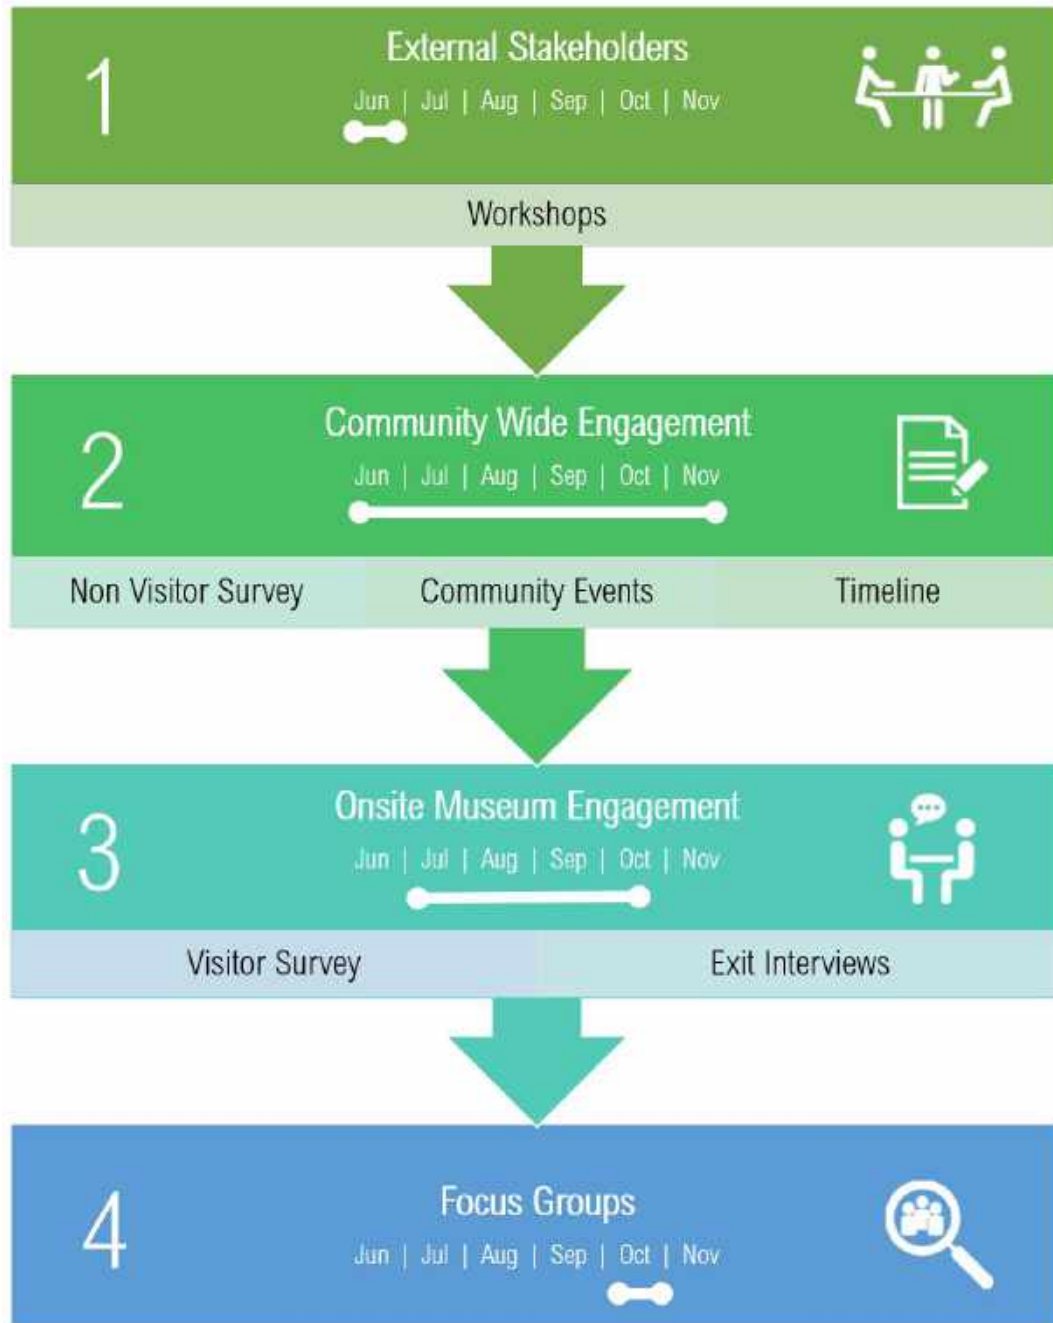 1
External Stakeholders
Jun | Jul | Aug | Sep | Oct | Nov
Workshops
2
Community Wide Engagement
Jun | Jul | Aug | Sep | Oct | Nov
Non Visitor Survey
Community Events
Timeline
3
Onsite Museum Engagement
Jun | Jul | Aug | Sep | Oct | Nov
Visitor Survey
Exit Interviews
4
Focus Groups
Jun | Jul | Aug | Sep | Oct | Nov